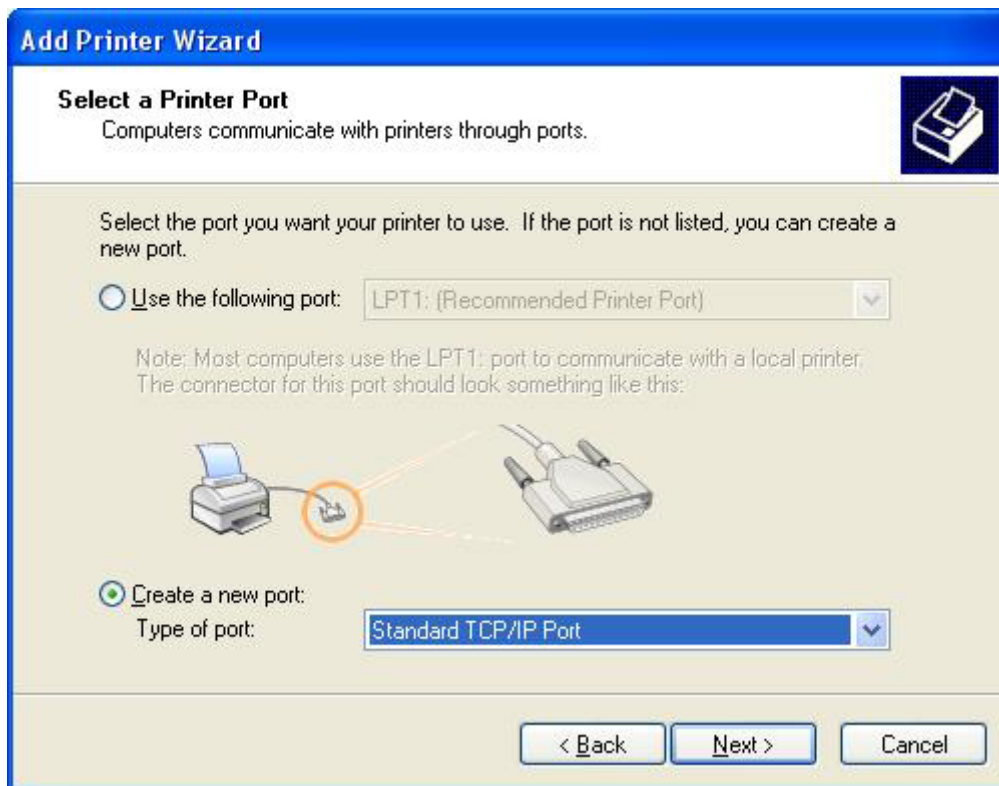 Add Printer Wizard
Select a Printer Port
Computers communicate with printers through ports.
Select the port you want your printer to use.  If the port is not listed, you can create a
new port.
Use the following port: LPT1: (Recommended Printer Port)
Note: Most computers use the LPT1: port to communicate with a local printer.
The connector for this port should look something like this:
Create a new port:
Type of port: Standard TCP/IP Port
< Back Next > Cancel